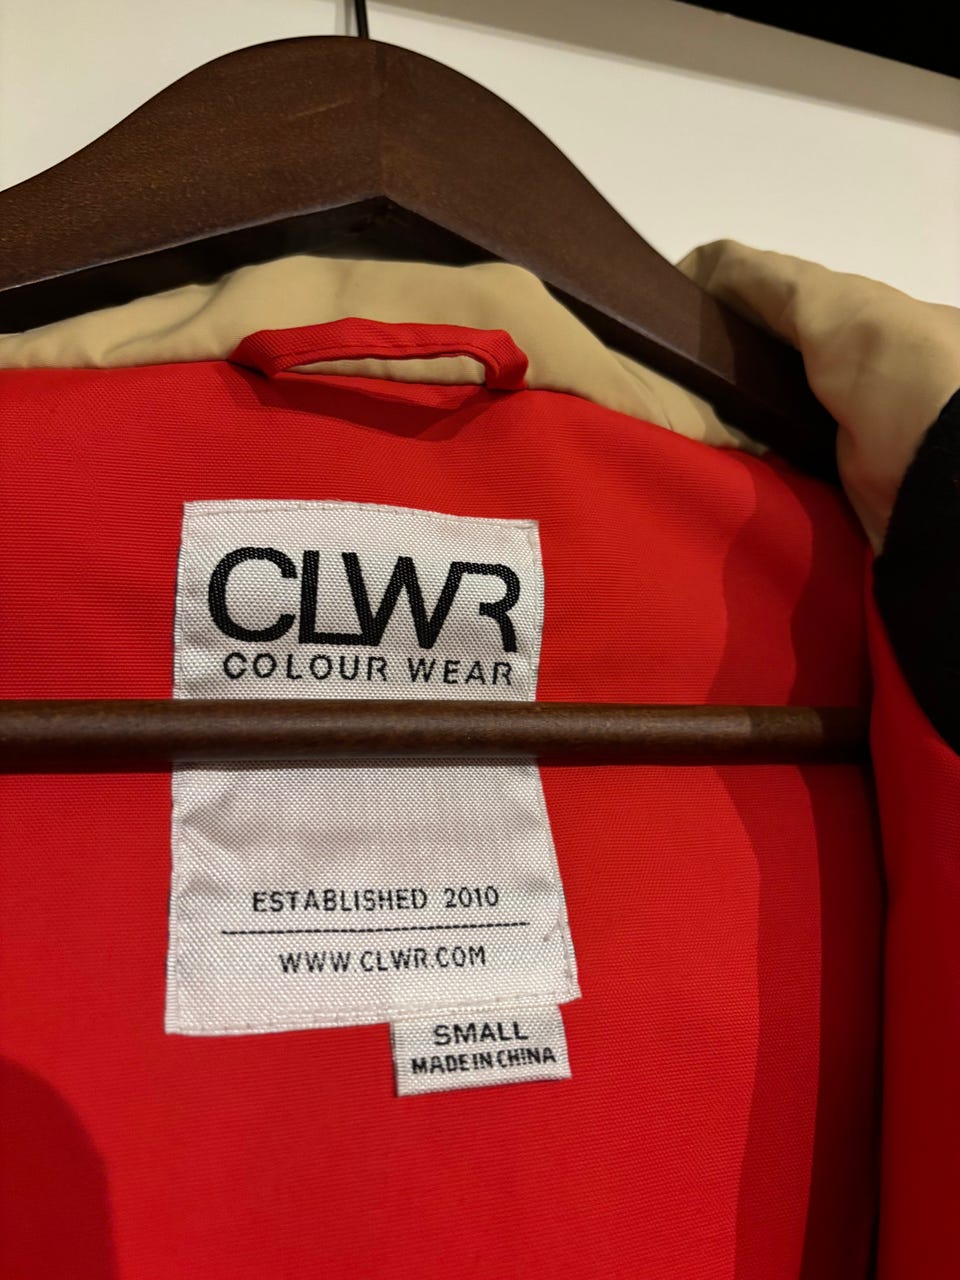 CLWR
COLOUR WEAR
ESTABLISHED 2010
WWW.CLWR.COM
SMALL
MADE IN CHINA